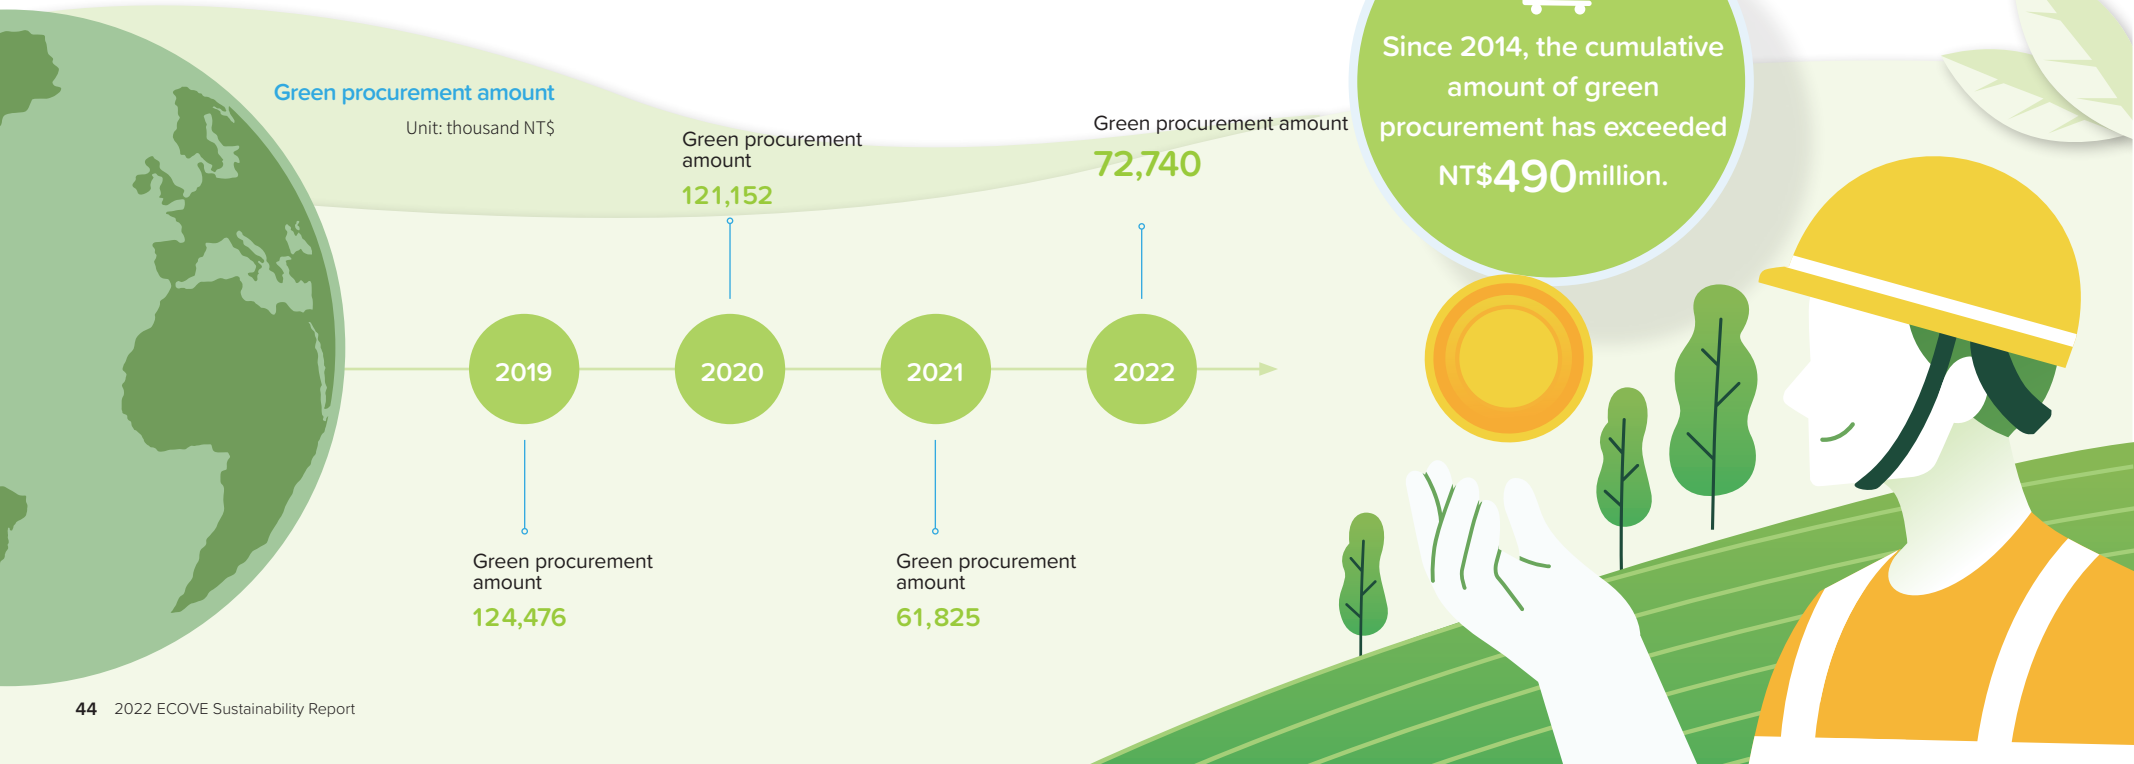 Green procurement amount
Unit: thousand NT$
Green procurement
amount
121,152
Green procurement amount
72,740
Since 2014, the cumulative
amount of green
procurement has exceeded
NT$490million.
2019
2020
2021
2022
Green procurement
amount
124,476
Green procurement
amount
61,825
44 2022 ECOVE Sustainability Report